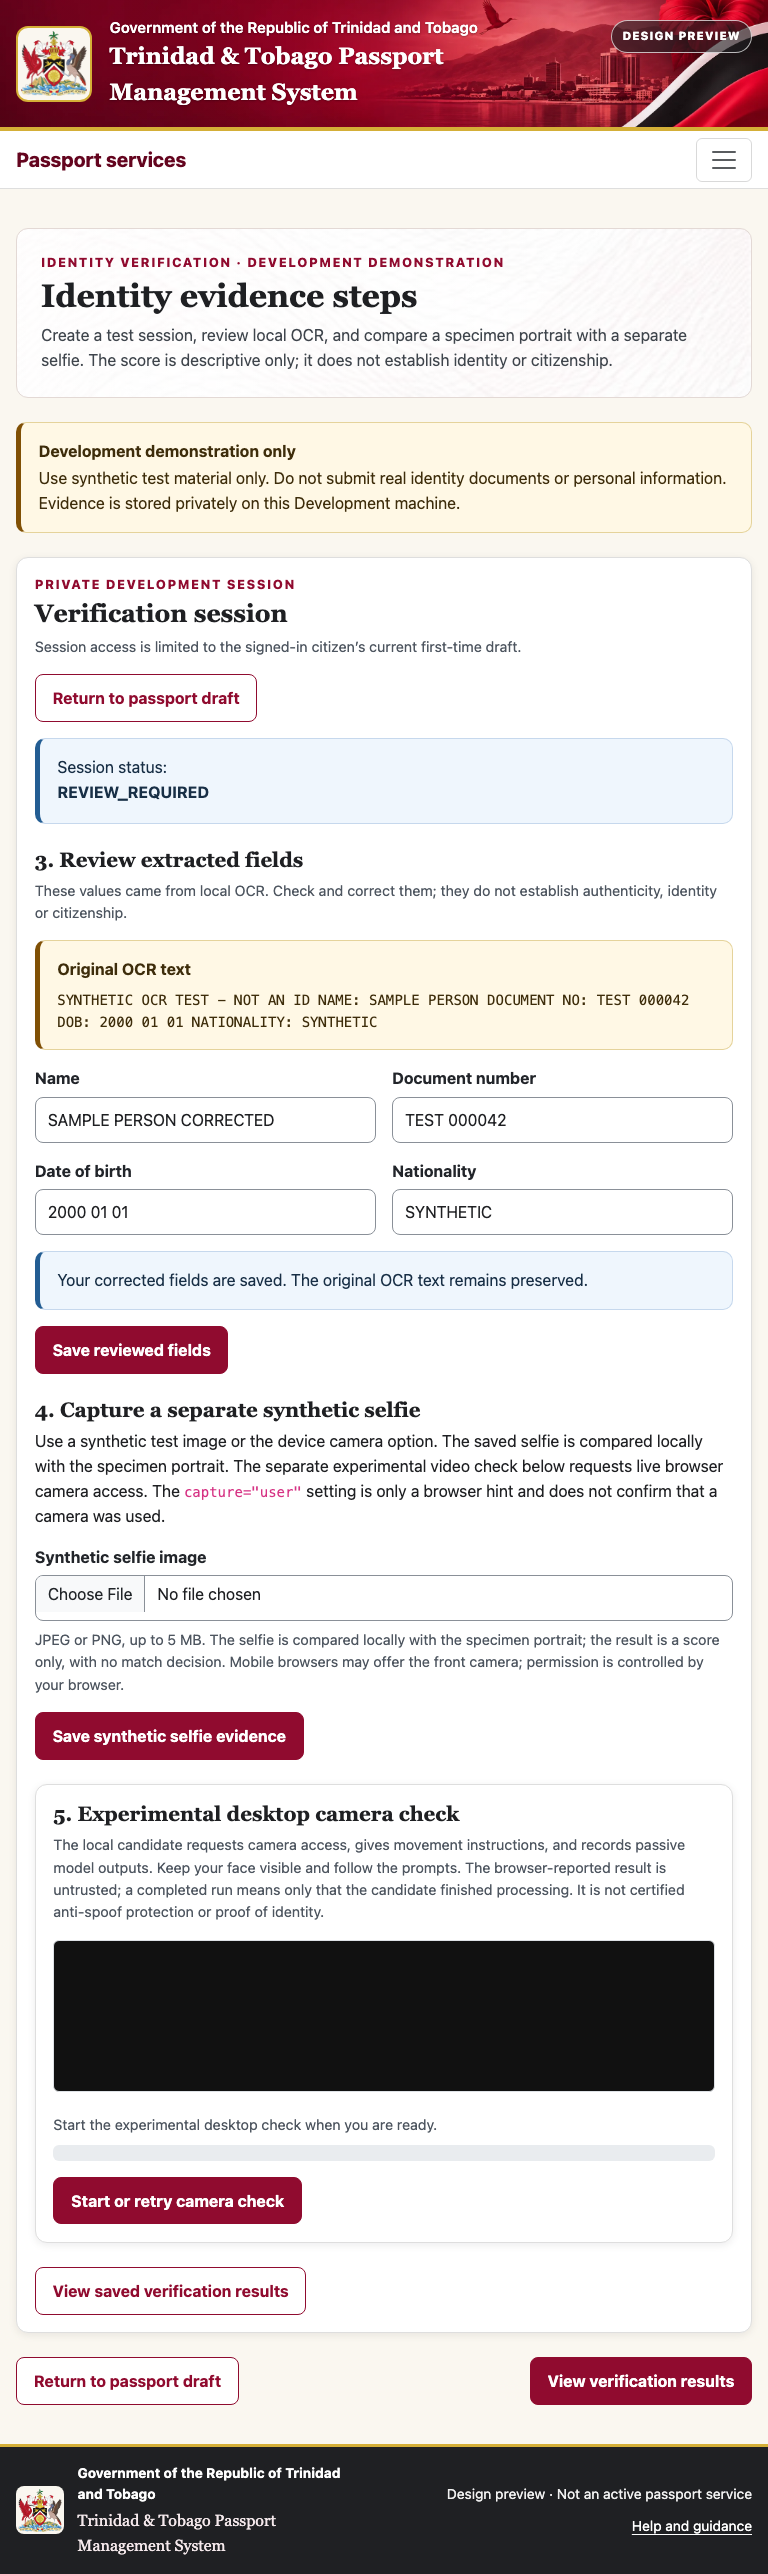 Government of the Republic of Trinidad and Tobago
Trinidad & Tobago Passport
Management System
DESIGN PREVIEW
Passport services
IDENTITY VERIFICATION · DEVELOPMENT DEMONSTRATION
Identity evidence steps
Create a test session, review local OCR, and compare a specimen portrait with a separate
selfie. The score is descriptive only; it does not establish identity or citizenship.
Development demonstration only
Use synthetic test material only. Do not submit real identity documents or personal information.
Evidence is stored privately on this Development machine.
PRIVATE DEVELOPMENT SESSION
Verification session
Session access is limited to the signed-in citizen’s current first-time draft.
Return to passport draft
Session status:
REVIEW_REQUIRED
3. Review extracted fields
These values came from local OCR. Check and correct them; they do not establish authenticity, identity
or citizenship.
Original OCR text
SYNTHETIC OCR TEST — NOT AN ID NAME: SAMPLE PERSON DOCUMENT NO: TEST 000042
DOB: 2000 01 01 NATIONALITY: SYNTHETIC
Name
Document number
SAMPLE PERSON CORRECTED
TEST 000042
Date of birth
Nationality
2000 01 01
SYNTHETIC
Your corrected fields are saved. The original OCR text remains preserved.
Save reviewed fields
4. Capture a separate synthetic selfie
Use a synthetic test image or the device camera option. The saved selfie is compared locally
with the specimen portrait. The separate experimental video check below requests live browser
camera access. The capture="user" setting is only a browser hint and does not confirm that a
camera was used.
Synthetic selfie image
Choose File No file chosen
JPEG or PNG, up to 5 MB. The selfie is compared locally with the specimen portrait; the result is a score
only, with no match decision. Mobile browsers may offer the front camera; permission is controlled by
your browser.
Save synthetic selfie evidence
5. Experimental desktop camera check
The local candidate requests camera access, gives movement instructions, and records passive
model outputs. Keep your face visible and follow the prompts. The browser-reported result is
untrusted; a completed run means only that the candidate finished processing. It is not certified
anti-spoof protection or proof of identity.
Start the experimental desktop check when you are ready.
Start or retry camera check
View saved verification results
Return to passport draft
View verification results
Government of the Republic of Trinidad
and Tobago
Trinidad & Tobago Passport
Management System
Design preview · Not an active passport service
Help and guidance